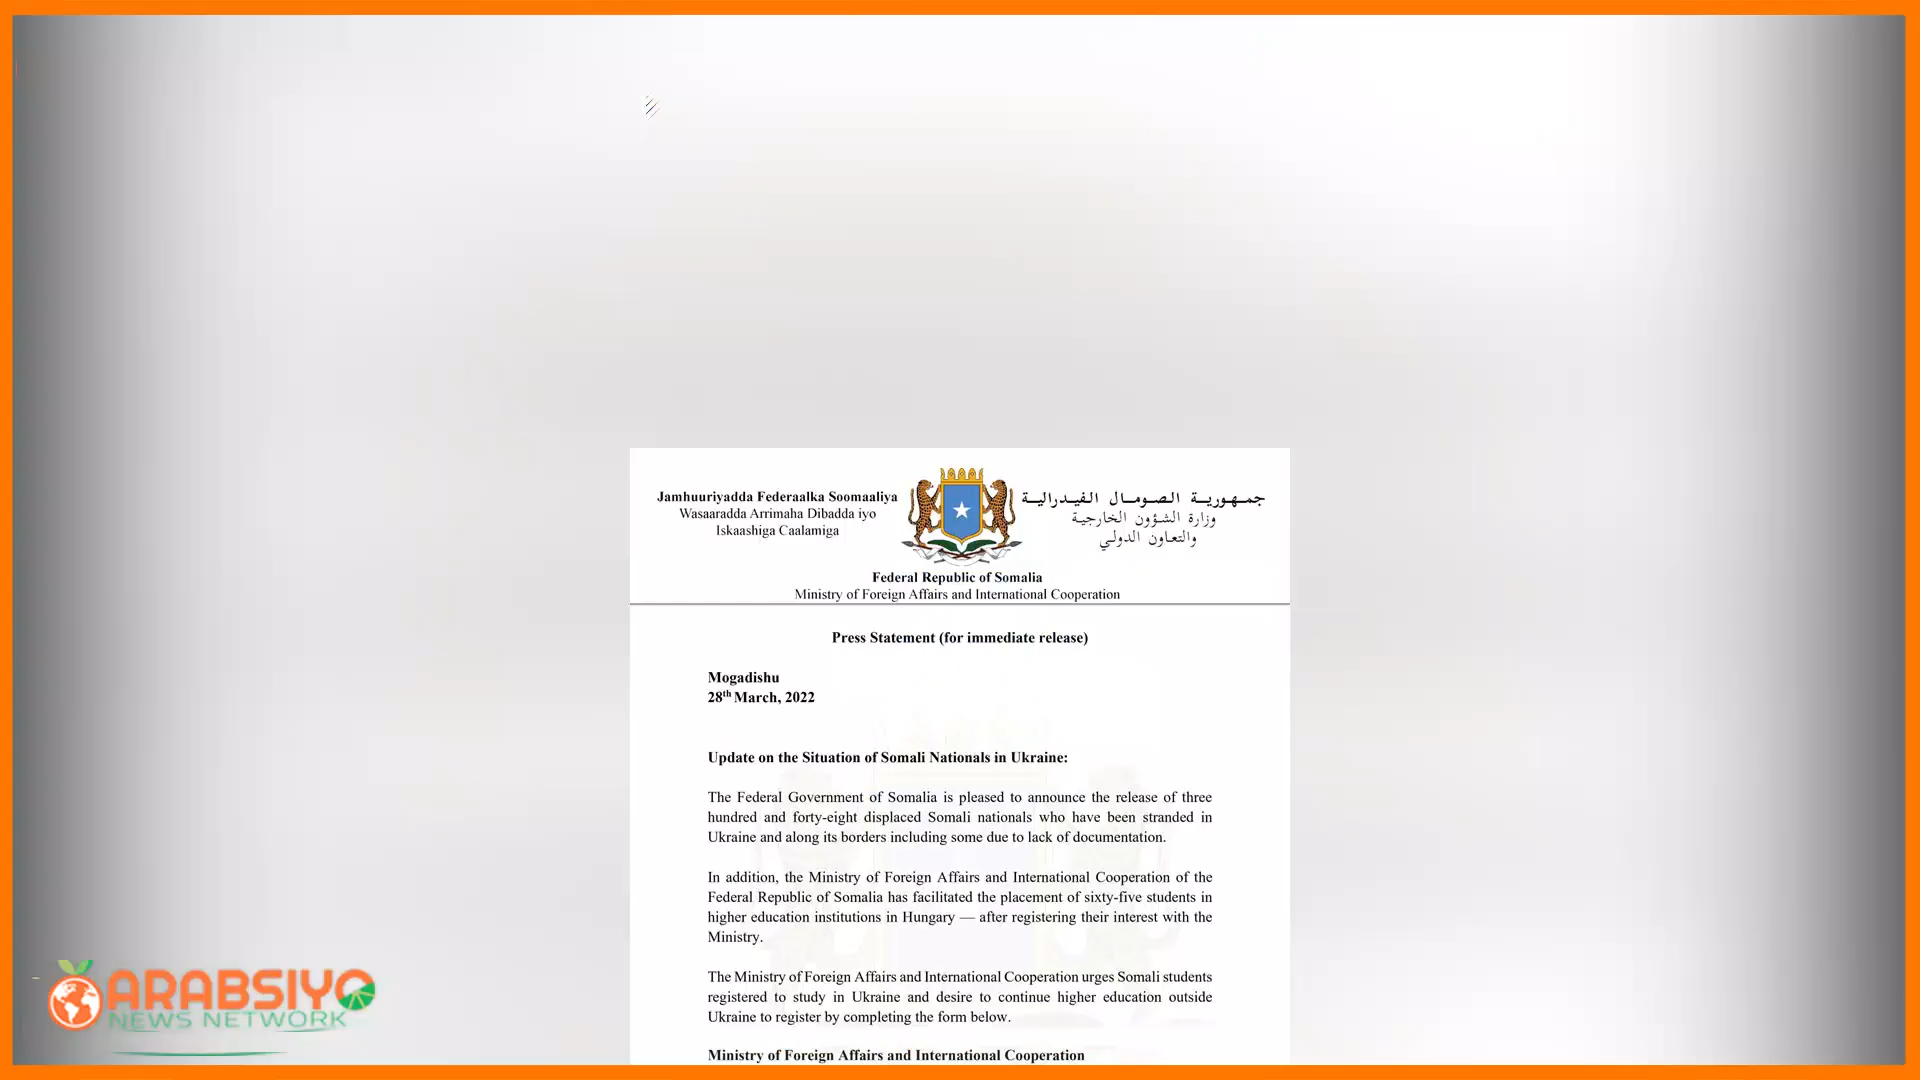 Jamhuuriyadda Federaalka Soomaaliya
Wasaaradda Arrimaha Dibadda iyo
Iskaashiga Caalamiga
جمـهـوريـــة الـصـومــال الـفيـدراليــة
وزارة الشـؤون الخارجيـة
والتعـاون الدولـي
Federal Republic of Somalia
Ministry of Foreign Affairs and International Cooperation
Press Statement (for immediate release)
Mogadishu
28th March, 2022
Update on the Situation of Somali Nationals in Ukraine:
The Federal Government of Somalia is pleased to announce the release of three
hundred and forty-eight displaced Somali nationals who have been stranded in
Ukraine and along its borders including some due to lack of documentation.
In addition, the Ministry of Foreign Affairs and International Cooperation of the
Federal Republic of Somalia has facilitated the placement of sixty-five students in
higher education institutions in Hungary — after registering their interest with the
Ministry.
The Ministry of Foreign Affairs and International Cooperation urges Somali students
registered to study in Ukraine and desire to continue higher education outside
Ukraine to register by completing the form below.
Ministry of Foreign Affairs and International Cooperation
ARABSIYO
NEWS NETWORK